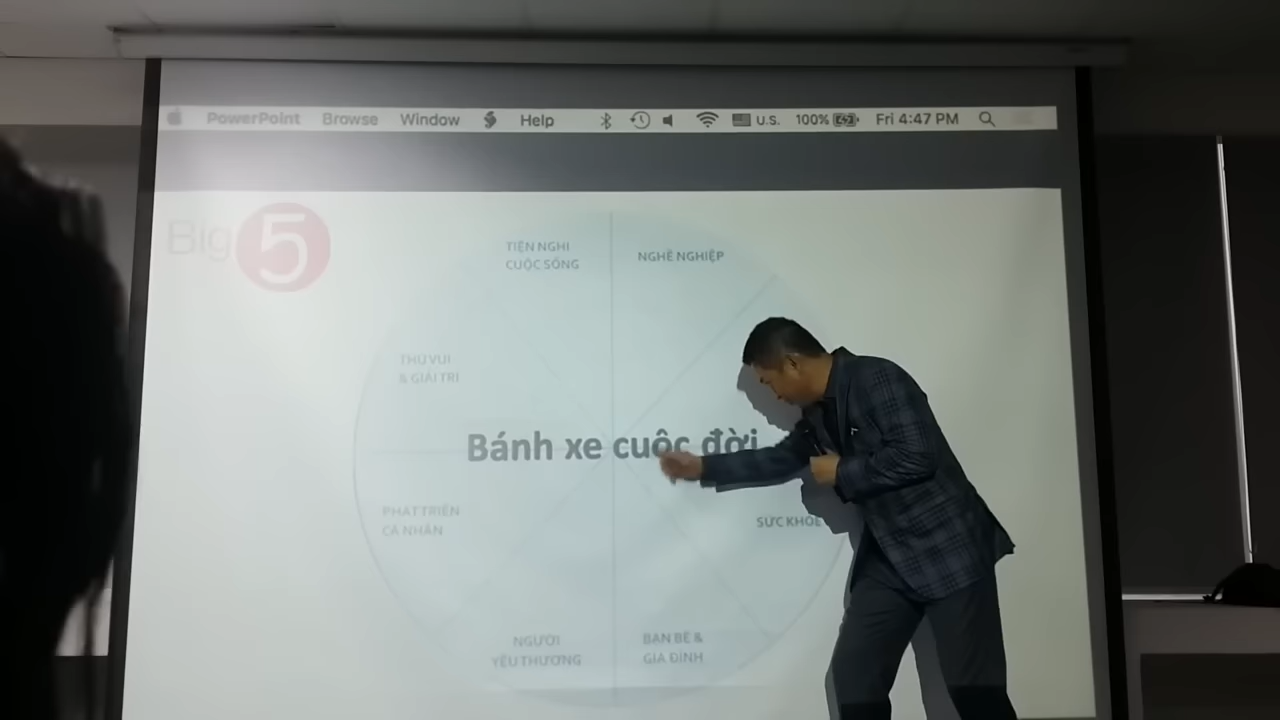 PowerPoint Browse Window Help U.S. 100% Fri 4:47 PM
Big 5
TIỆN NGHI
CUỘC SỐNG
NGHỀ NGHIỆP
THÚ VUI
& GIẢI TRÍ
Bánh xe cuộc đời
PHÁT TRIỂN
CÁ NHÂN
SỨC KHOẺ
NGƯỜI
YÊU THƯƠNG
BẠN BÈ &
GIA ĐÌNH